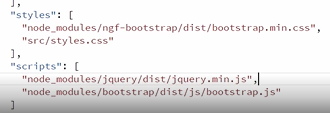 ],
"styles": [
"node_modules/ngf-bootstrap/dist/bootstrap.min.css",
"src/styles.css"
],
"scripts": [
"node_modules/jquery/dist/jquery.min.js",
"node_modules/bootstrap/dist/js/bootstrap.js"
]